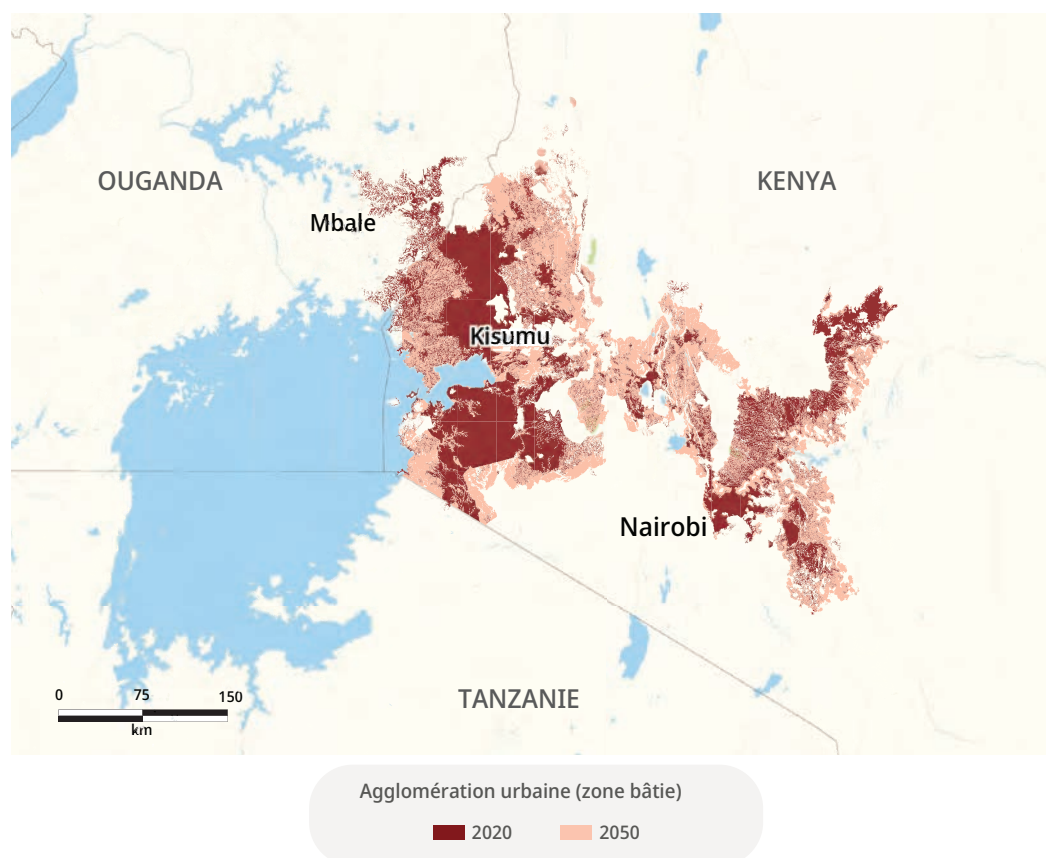 OUGANDA
KENYA
Mbale
Kisumu
Nairobi
TANZANIE
0 75 150
km
Agglomération urbaine (zone bâtie)
2020 2050